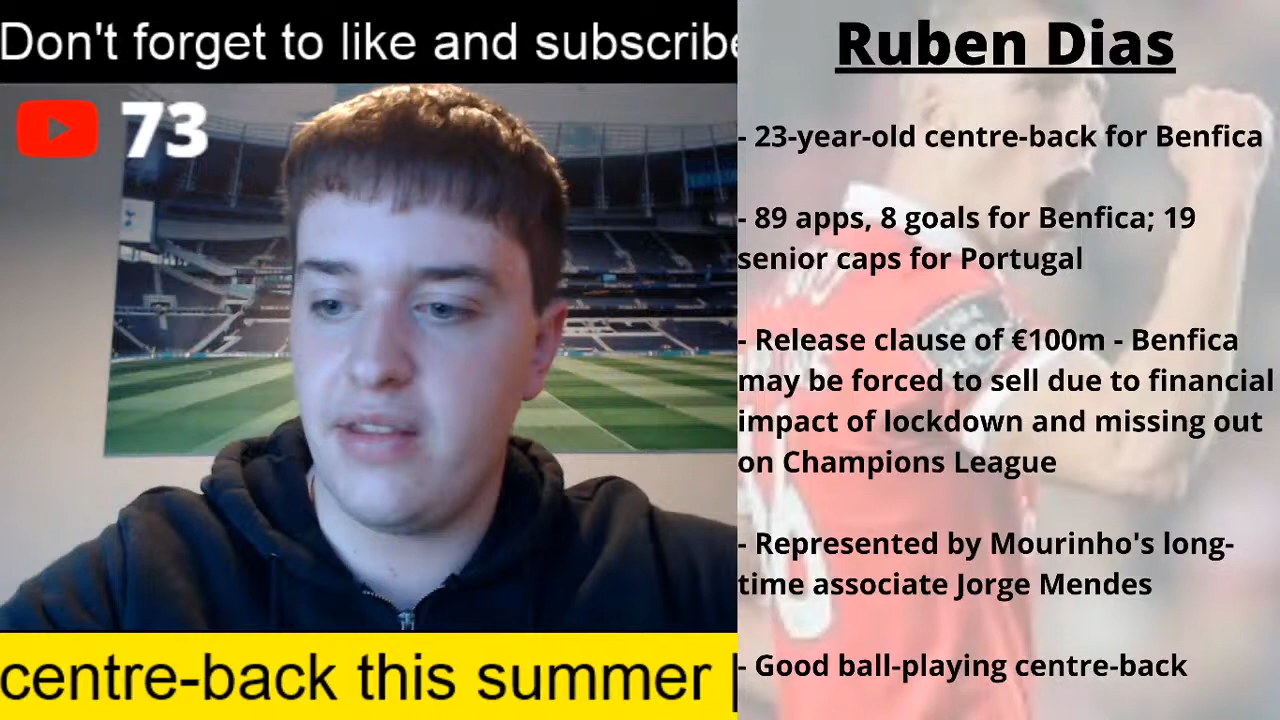 Don't forget to like and subscribe
73
centre-back this summer |
Ruben Dias
- 23-year-old centre-back for Benfica
- 89 apps, 8 goals for Benfica; 19
senior caps for Portugal
- Release clause of €100m - Benfica
may be forced to sell due to financial
impact of lockdown and missing out
on Champions League
- Represented by Mourinho's long-
time associate Jorge Mendes
- Good ball-playing centre-back